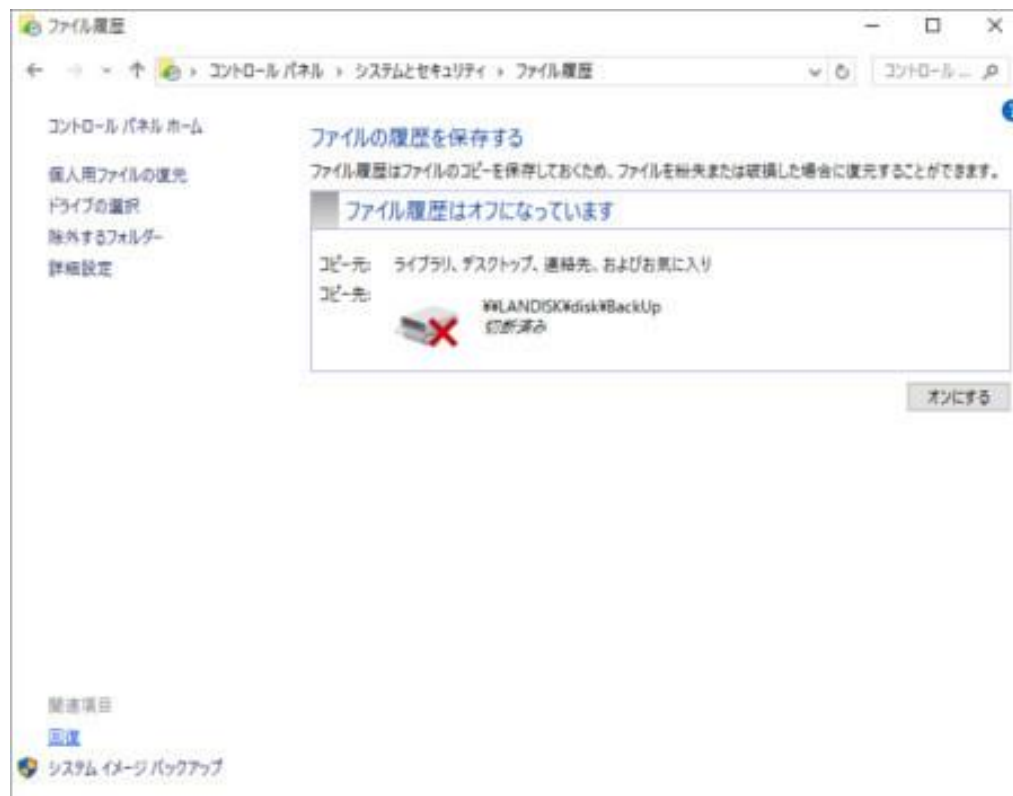 ファイル履歴
コントロール パネル › システムとセキュリティ › ファイル履歴
コントロール ...
コントロール パネル ホーム
個人用ファイルの復元
ドライブの選択
除外するフォルダー
詳細設定
ファイルの履歴を保存する
ファイル履歴はファイルのコピーを保存しておくため、ファイルを紛失または破損した場合に復元することができます。
ファイル履歴はオフになっています
コピー元: ライブラリ、デスクトップ、連絡先、およびお気に入り
コピー先:
¥¥LANDISK¥disk¥BackUp
切断済み
オンにする
関連項目
回復
システム イメージ バックアップ